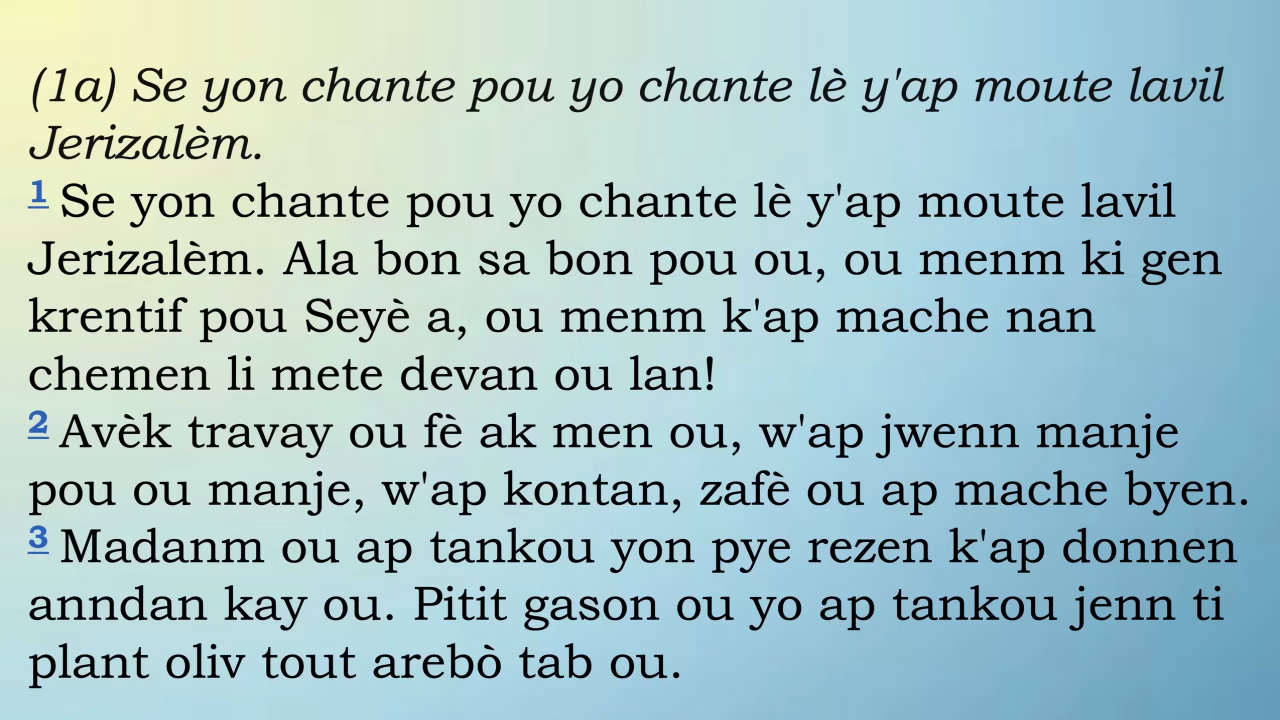 (1a) Se yon chante pou yo chante lè y'ap moute lavil
Jerizalèm.
1 Se yon chante pou yo chante lè y'ap moute lavil
Jerizalèm. Ala bon sa bon pou ou, ou menm ki gen
krentif pou Seyè a, ou menm k'ap mache nan
chemen li mete devan ou lan!
2 Avèk travay ou fè ak men ou, w'ap jwenn manje
pou ou manje, w'ap kontan, zafè ou ap mache byen.
3 Madanm ou ap tankou yon pye rezen k'ap donnen
anndan kay ou. Pitit gason ou yo ap tankou jenn ti
plant oliv tout arebò tab ou.